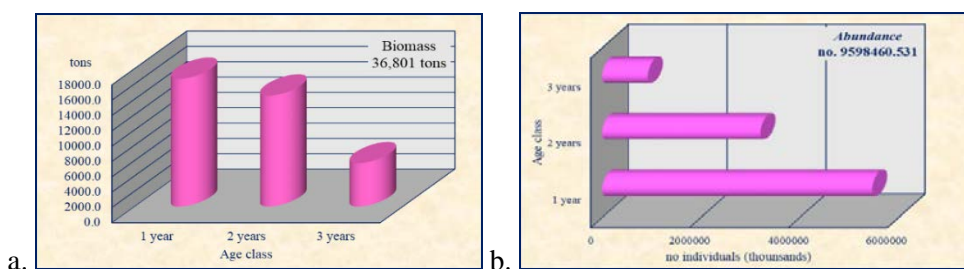 a.
Biomass
36,801 tons
tons
18000.0
16000.0
14000.0
12000.0
10000.0
8000.0
6000.0
4000.0
2000.0
0.0
1 year 2 years 3 years
Age class
b.
Abundance
no. 9598460.531
Age class
3 years
2 years
1 year
0 2000000 4000000 6000000
no individuals (thounsands)